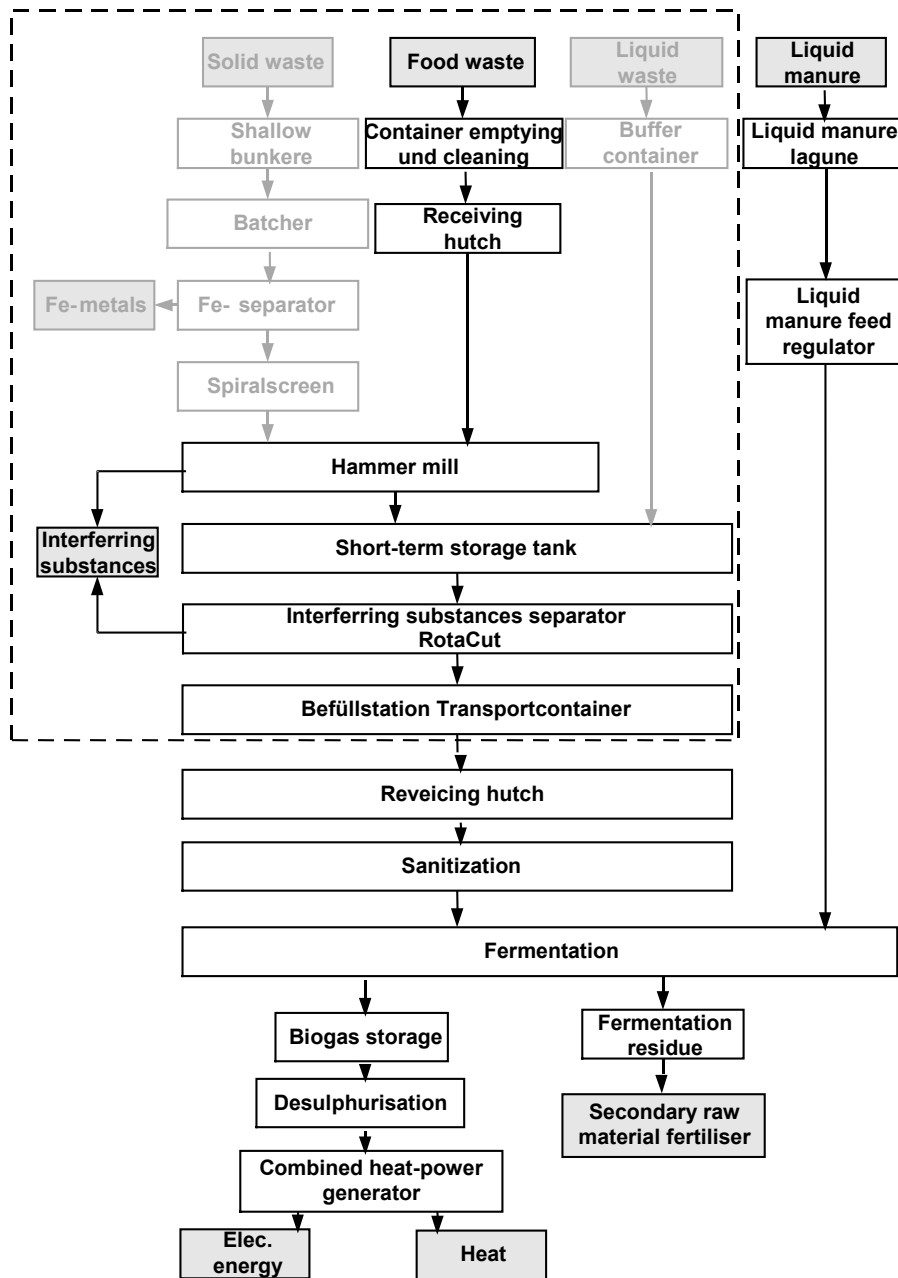 Solid waste
Food waste
Liquid
waste
Liquid
manure
Shallow
bunkere
Container emptying
und cleaning
Buffer
container
Liquid manure
lagune
Batcher
Receiving
hutch
Fe-metals
Fe- separator
Liquid
manure feed
regulator
Spiralscreen
Hammer mill
Interferring
substances
Short-term storage tank
Interferring substances separator
RotaCut
Befüllstation Transportcontainer
Reveicing hutch
Sanitization
Fermentation
Biogas storage
Fermentation
residue
Desulphurisation
Secondary raw
material fertiliser
Combined heat-power
generator
Elec.
energy
Heat